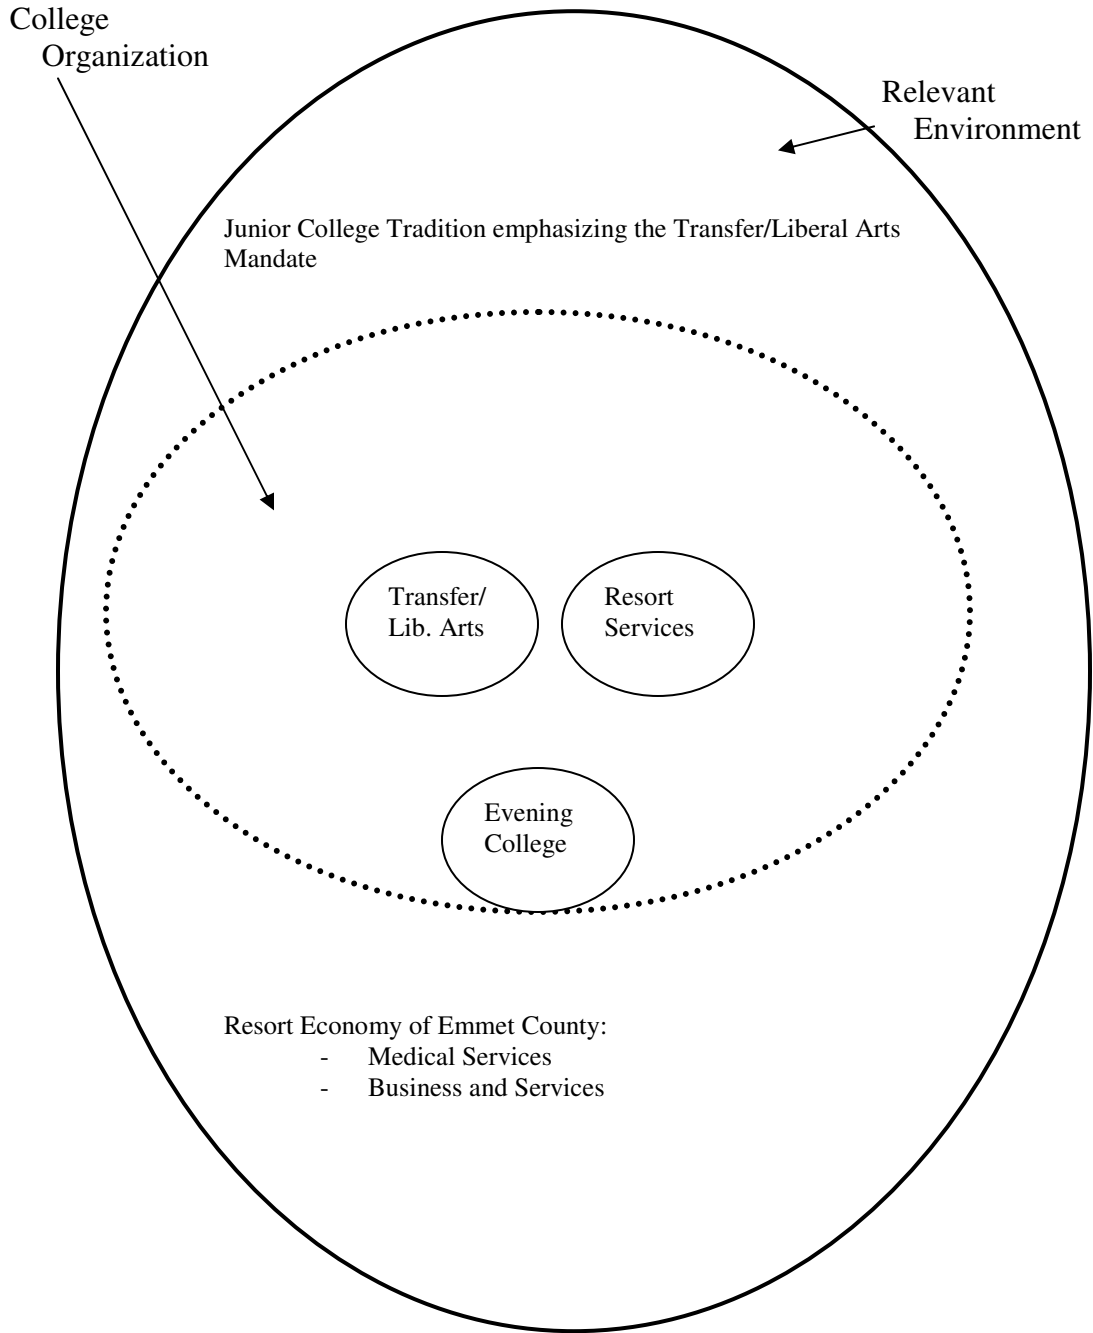 College
Organization
Relevant
Environment
Junior College Tradition emphasizing the Transfer/Liberal Arts
Mandate
Transfer/
Lib. Arts
Resort
Services
Evening
College
Resort Economy of Emmet County:
- Medical Services
- Business and Services